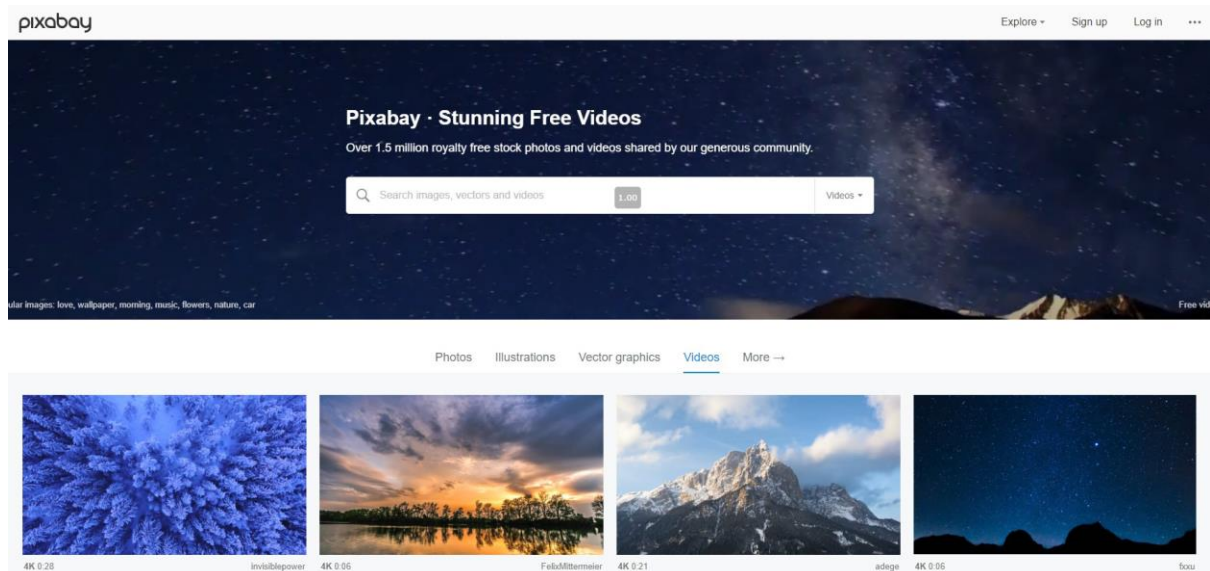 pixabay
Explore Sign up Log in ...
Pixabay · Stunning Free Videos
Over 1.5 million royalty free stock photos and videos shared by our generous community.
Search images, vectors and videos 1.00 Videos
ular images: love, wallpaper, morning, music, flowers, nature, car Free vid
Photos Illustrations Vector graphics Videos More →
4K 0:28 invisiblepower 4K 0:06 FelixMittermeier 4K 0:21 adege 4K 0:06